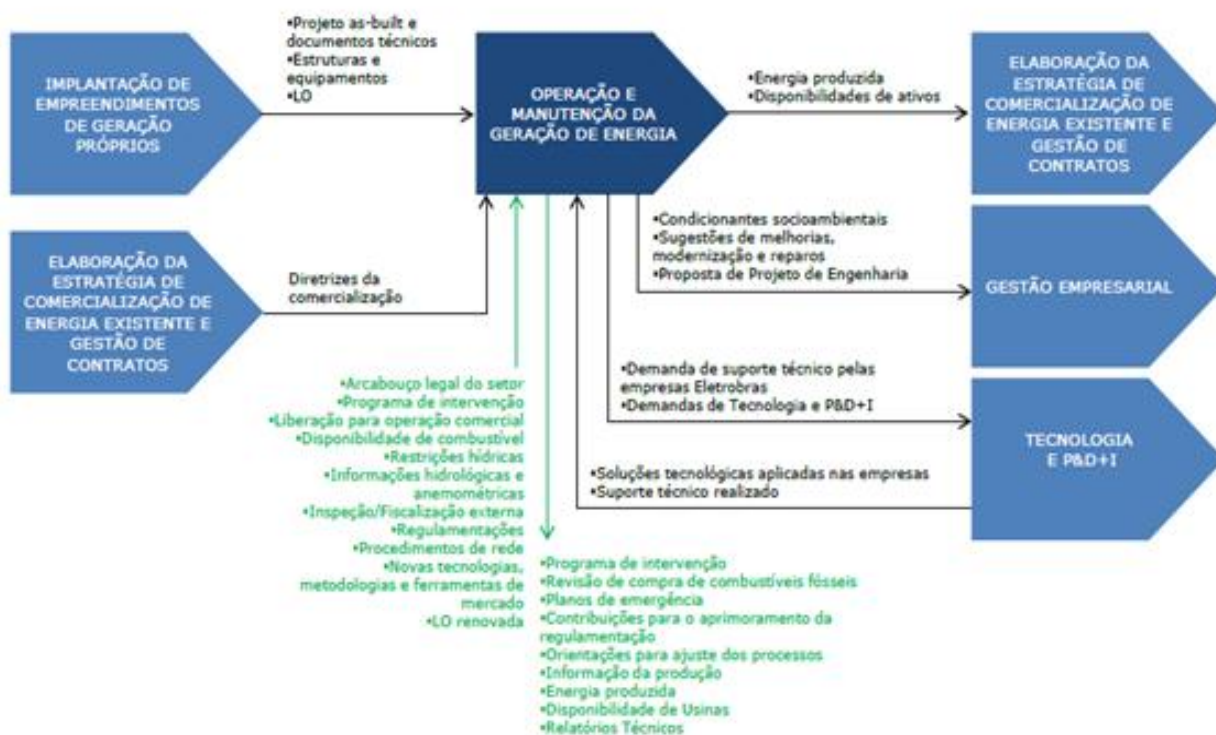 •Projeto as-built e
documentos técnicos
•Estruturas e
equipamentos
•LO
IMPLANTAÇÃO DE
EMPREENDIMENTOS
DE GERAÇÃO
PRÓPRIOS
OPERAÇÃO E
MANUTENÇÃO DA
GERAÇÃO DE ENERGIA
•Energia produzida
•Disponibilidades de ativos
ELABORAÇÃO DA
ESTRATÉGIA DE
COMERCIALIZAÇÃO DE
ENERGIA EXISTENTE E
GESTÃO DE
CONTRATOS
ELABORAÇÃO DA
ESTRATÉGIA DE
COMERCIALIZAÇÃO DE
ENERGIA EXISTENTE E
GESTÃO DE
CONTRATOS
Diretrizes da
comercialização
•Condicionantes socioambientais
•Sugestões de melhorias,
modernização e reparos
•Proposta de Projeto de Engenharia
GESTÃO EMPRESARIAL
•Demanda de suporte técnico pelas
empresas Eletrobras
•Demandas de Tecnologia e P&D+I
TECNOLOGIA
E P&D+I
•Soluções tecnológicas aplicadas nas empresas
•Suporte técnico realizado
•Arcabouço legal do setor
•Programa de intervenção
•Liberação para operação comercial
•Disponibilidade de combustível
•Restrições hídricas
•Informações hidrológicas e
anemométricas
•Inspeção/Fiscalização externa
•Regulamentações
•Procedimentos de rede
•Novas tecnologias,
metodologias e ferramentas de
mercado
•LO renovada
•Programa de intervenção
•Revisão de compra de combustíveis fósseis
•Planos de emergência
•Contribuições para o aprimoramento da
regulamentação
•Orientações para ajuste dos processos
•Informação da produção
•Energia produzida
•Disponibilidade de Usinas
•Relatórios Técnicos